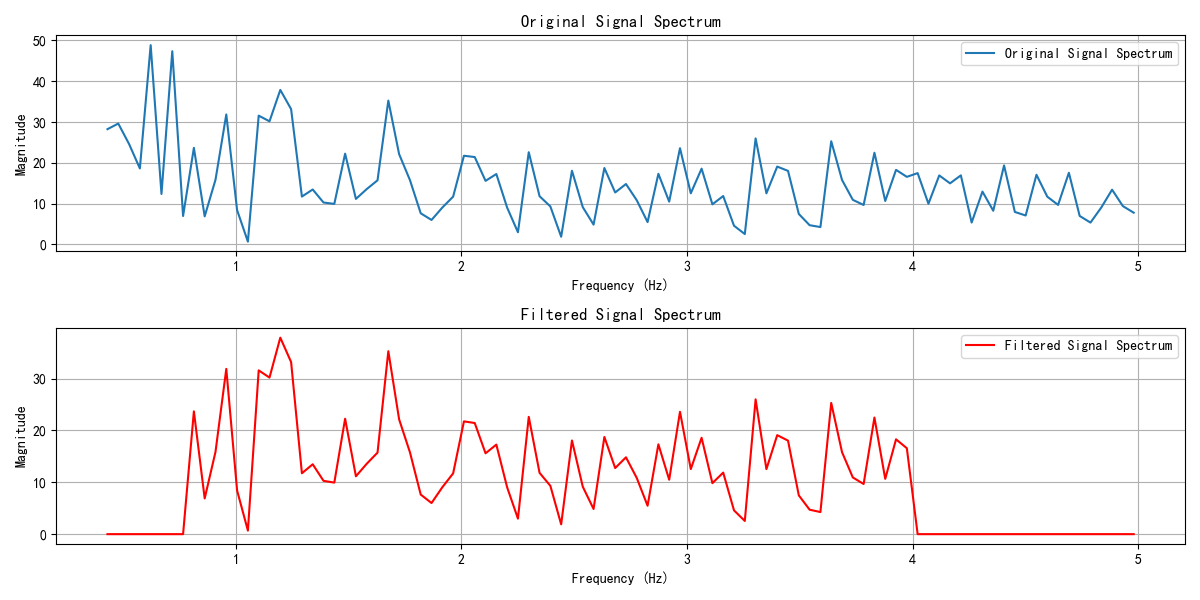 Original Signal Spectrum
50
40
30
20
10
0
Magnitude
Original Signal Spectrum
1 2 3 4 5
Frequency (Hz)
Filtered Signal Spectrum
30
20
10
0
Magnitude
Filtered Signal Spectrum
1 2 3 4 5
Frequency (Hz)